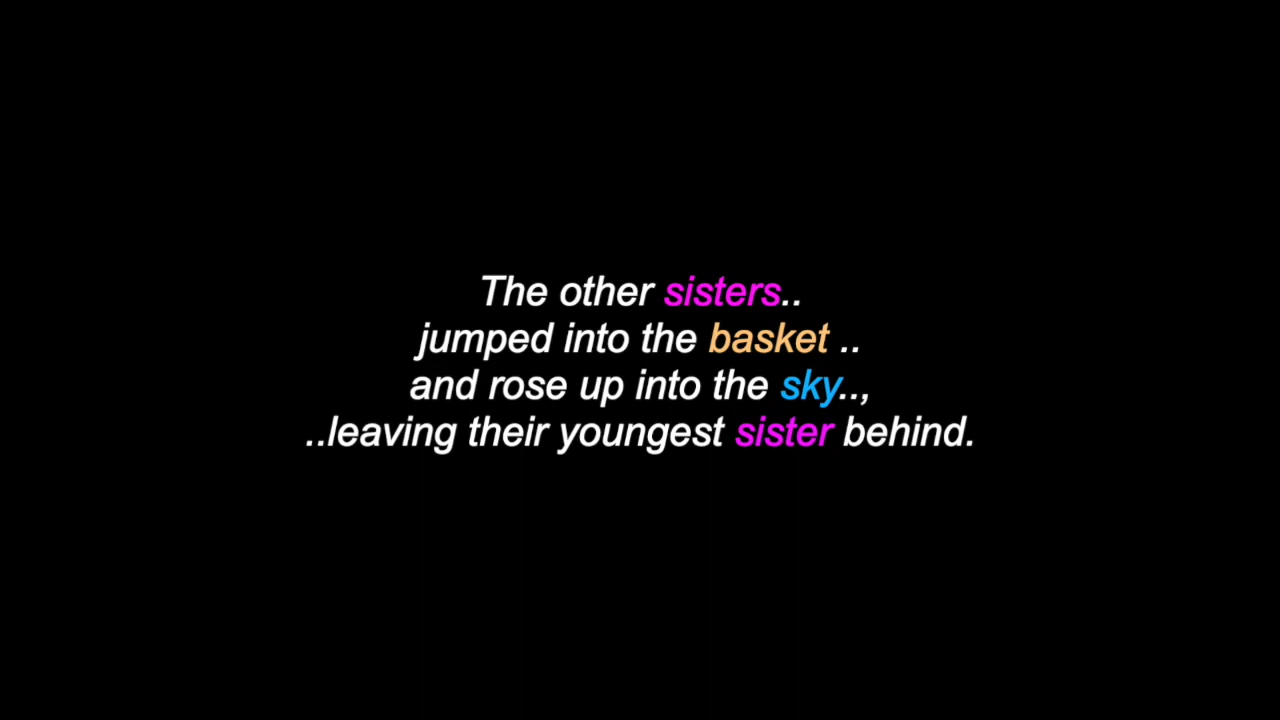 The other sisters..
jumped into the basket ..
and rose up into the sky..,
..leaving their youngest sister behind.